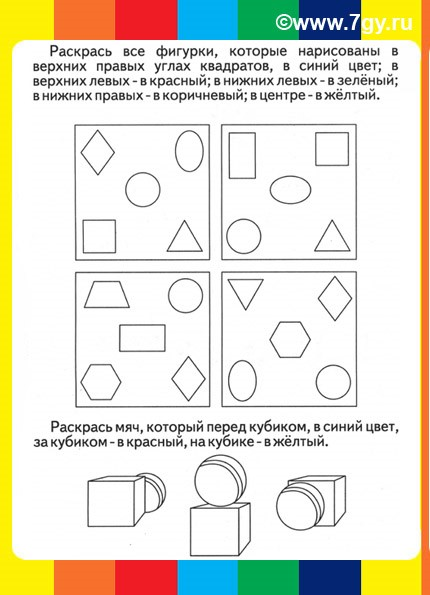 ©www.7gy.ru
Раскрась все фигурки, которые нарисованы в
верхних правых углах квадратов, в синий цвет; в
верхних левых - в красный; в нижних левых - в зелёный;
в нижних правых - в коричневый; в центре - в жёлтый.
Раскрась мяч, который перед кубиком, в синий цвет,
за кубиком - в красный, на кубике - в жёлтый.